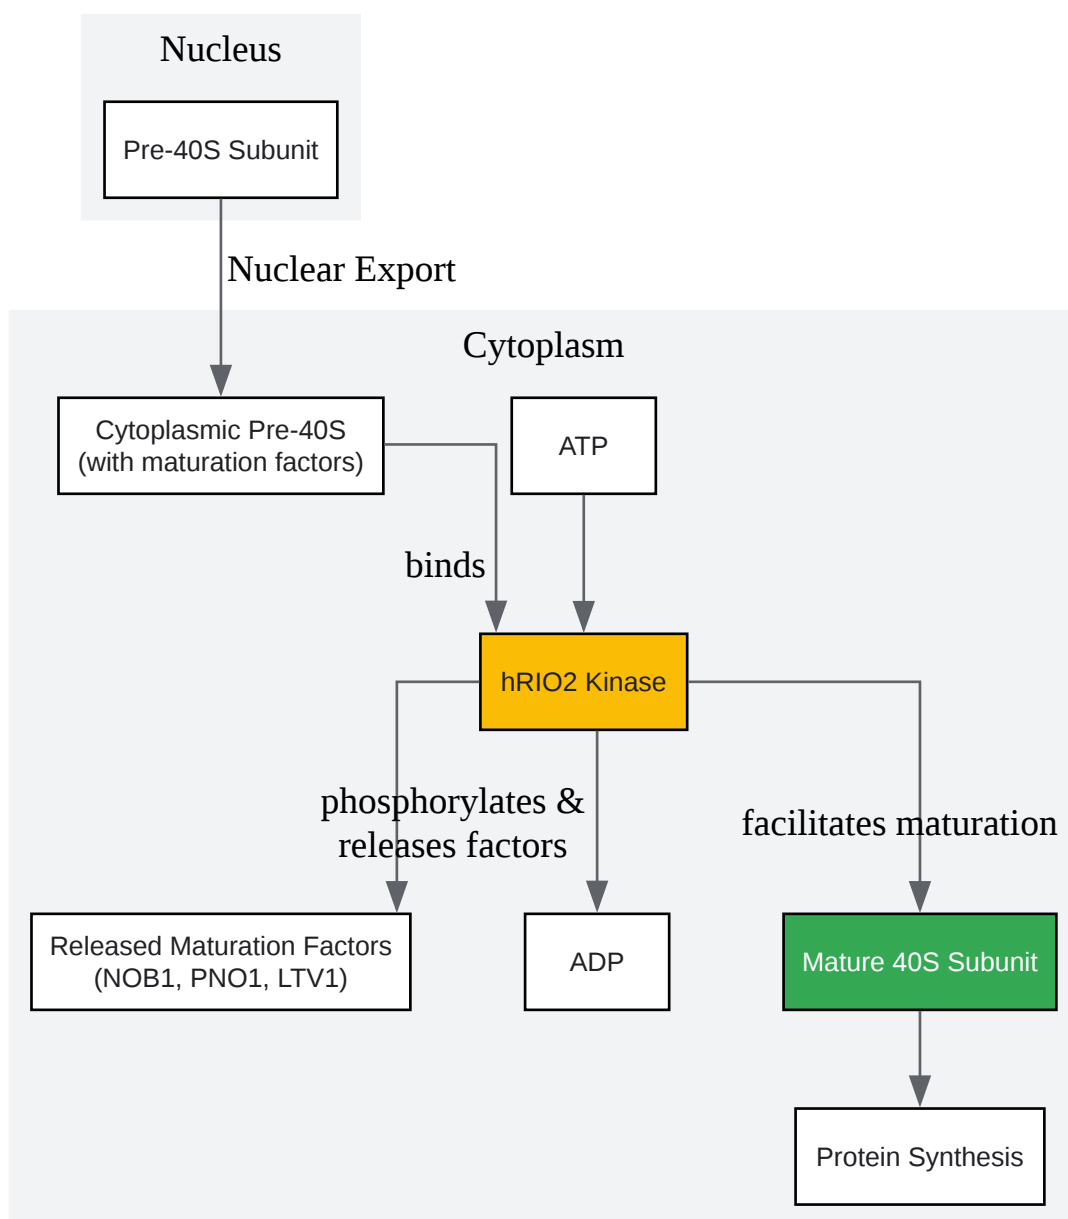 Nucleus
Pre-40S Subunit
Nuclear Export
Cytoplasm
Cytoplasmic Pre-40S
(with maturation factors)
ATP
binds
hRIO2 Kinase
phosphorylates &
releases factors
facilitates maturation
Released Maturation Factors
(NOB1, PNO1, LTV1)
ADP
Mature 40S Subunit
Protein Synthesis